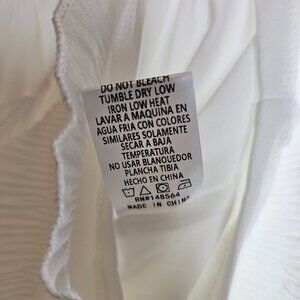 DO NOT BLEACH
TUMBLE DRY LOW
IRON LOW HEAT
LAVAR A MAQUINA EN
AGUA FRIA CON COLORES
SIMILARES SOLAMENTE
SECAR A BAJA
TEMPERATURA
NO USAR BLANQUEDOR
PLANCHA TIBIA
HECHO EN CHINA
RN#148564
MADE IN CHINA